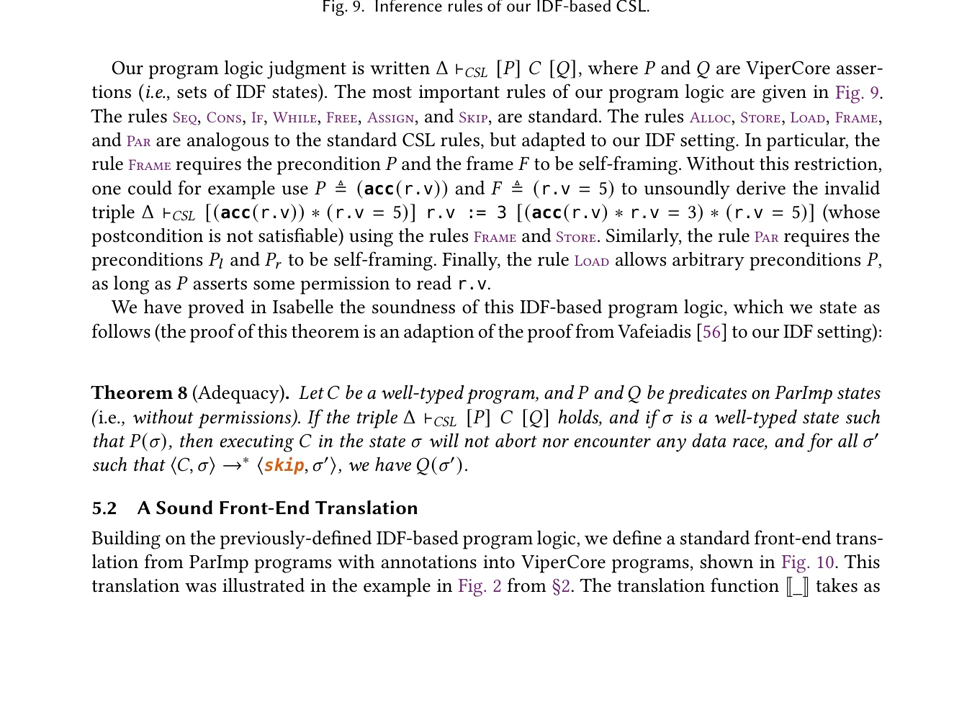 Fig. 9. Inference rules of our IDF-based CSL.
Our program logic judgment is written Δ ⊢CSL [P] C [Q], where P and Q are ViperCore asser-
tions (i.e., sets of IDF states). The most important rules of our program logic are given in Fig. 9.
The rules Seq, Cons, If, While, Free, Assign, and Skip, are standard. The rules Alloc, Store, Load, Frame,
and Par are analogous to the standard CSL rules, but adapted to our IDF setting. In particular, the
rule Frame requires the precondition P and the frame F to be self-framing. Without this restriction,
one could for example use P ≜ (acc(r.v)) and F ≜ (r.v = 5) to unsoundly derive the invalid
triple Δ ⊢CSL [(acc(r.v)) ∗ (r.v = 5)] r.v := 3 [(acc(r.v) ∗ r.v = 3) ∗ (r.v = 5)] (whose
postcondition is not satisfiable) using the rules Frame and Store. Similarly, the rule Par requires the
preconditions Pl and Pr to be self-framing. Finally, the rule Load allows arbitrary preconditions P,
as long as P asserts some permission to read r.v.
We have proved in Isabelle the soundness of this IDF-based program logic, which we state as
follows (the proof of this theorem is an adaption of the proof from Vafeiadis [56] to our IDF setting):
Theorem 8 (Adequacy). Let C be a well-typed program, and P and Q be predicates on ParImp states
(i.e., without permissions). If the triple Δ ⊢CSL [P] C [Q] holds, and if σ is a well-typed state such
that P(σ), then executing C in the state σ will not abort nor encounter any data race, and for all σ′
such that ⟨C, σ⟩ →* ⟨skip, σ′⟩, we have Q(σ′).
5.2 A Sound Front-End Translation
Building on the previously-defined IDF-based program logic, we define a standard front-end trans-
lation from ParImp programs with annotations into ViperCore programs, shown in Fig. 10. This
translation was illustrated in the example in Fig. 2 from §2. The translation function ⟦_⟧ takes as